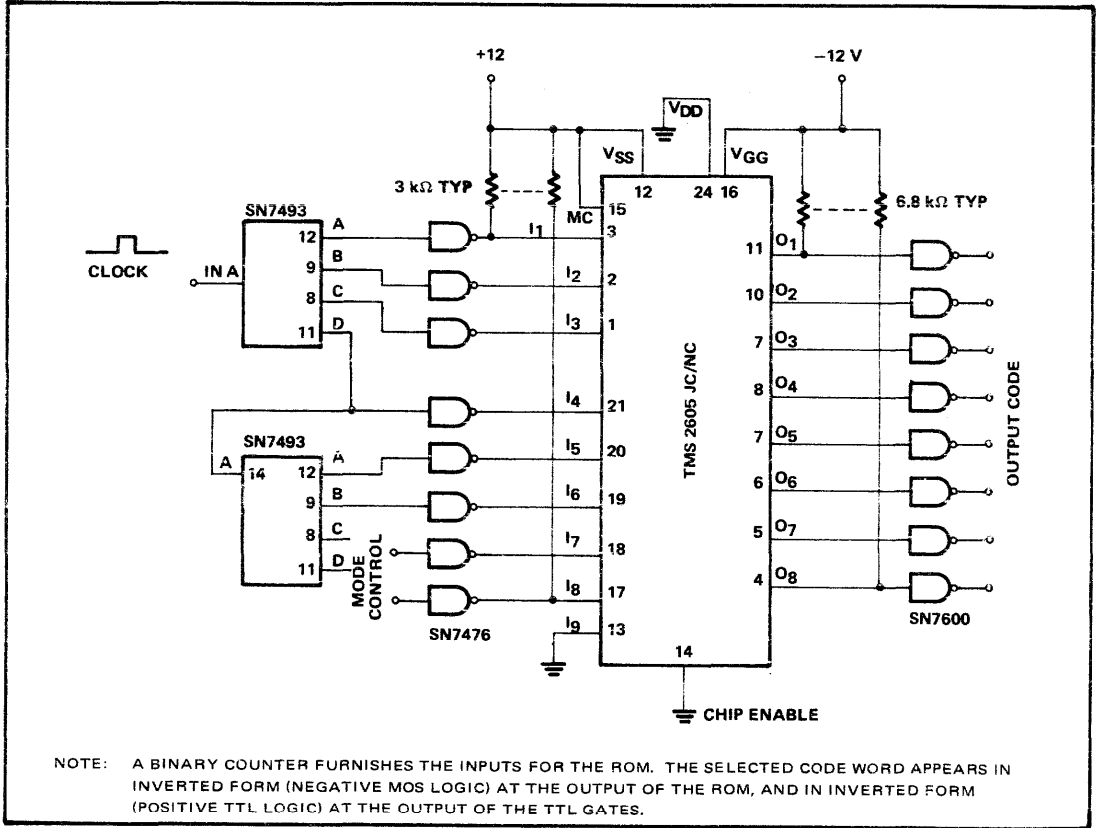 +12
−12 V
VDD
VSS
VGG
12
24
16
3 kΩ TYP
6.8 kΩ TYP
MC
15
SN7493
CLOCK
IN A
12
A
9
B
8
C
11
D
I1
3
I2
2
I3
1
I4
21
I5
20
I6
19
I7
18
I8
17
I9
13
SN7493
A
14
12
A
9
B
8
C
11
D
MODE
CONTROL
SN7476
TMS 2605 JC/NC
11
O1
10
O2
7
O3
8
O4
7
O5
6
O6
5
O7
4
O8
SN7600
OUTPUT CODE
14
CHIP ENABLE
NOTE: A BINARY COUNTER FURNISHES THE INPUTS FOR THE ROM. THE SELECTED CODE WORD APPEARS IN
INVERTED FORM (NEGATIVE MOS LOGIC) AT THE OUTPUT OF THE ROM, AND IN INVERTED FORM
(POSITIVE TTL LOGIC) AT THE OUTPUT OF THE TTL GATES.